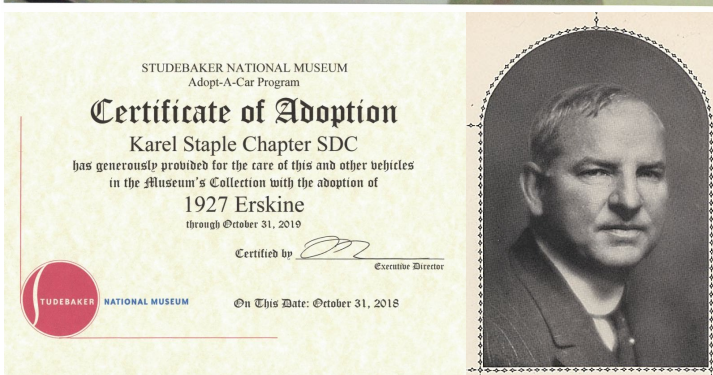 STUDEBAKER NATIONAL MUSEUM
Adopt-A-Car Program
Certificate of Adoption
Karel Staple Chapter SDC
has generously provided for the care of this and other vehicles
in the Museum's Collection with the adoption of
1927 Erskine
through October 31, 2019
Certified by
Executive Director
STUDEBAKER NATIONAL MUSEUM
On This Date: October 31, 2018